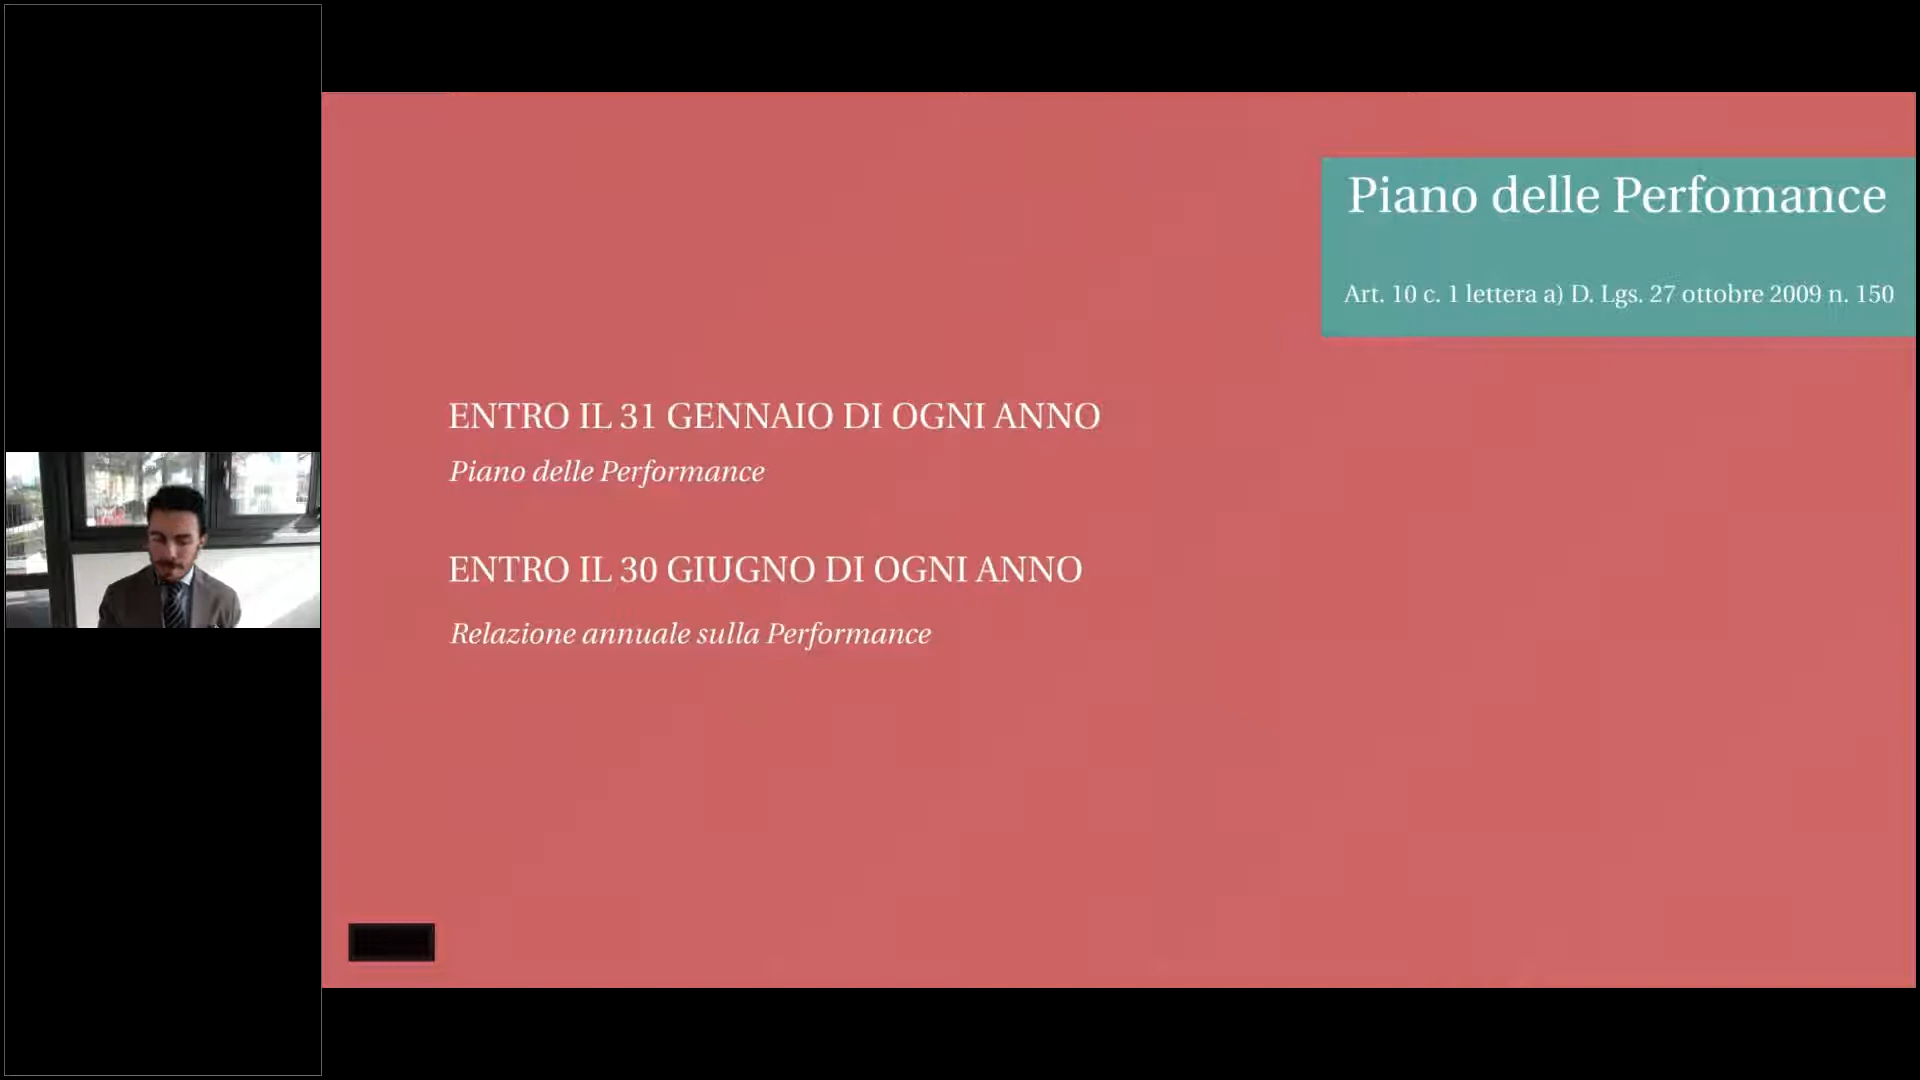 Piano delle Perfomance
Art. 10 c. 1 lettera a) D. Lgs. 27 ottobre 2009 n. 150
ENTRO IL 31 GENNAIO DI OGNI ANNO
Piano delle Performance
ENTRO IL 30 GIUGNO DI OGNI ANNO
Relazione annuale sulla Performance